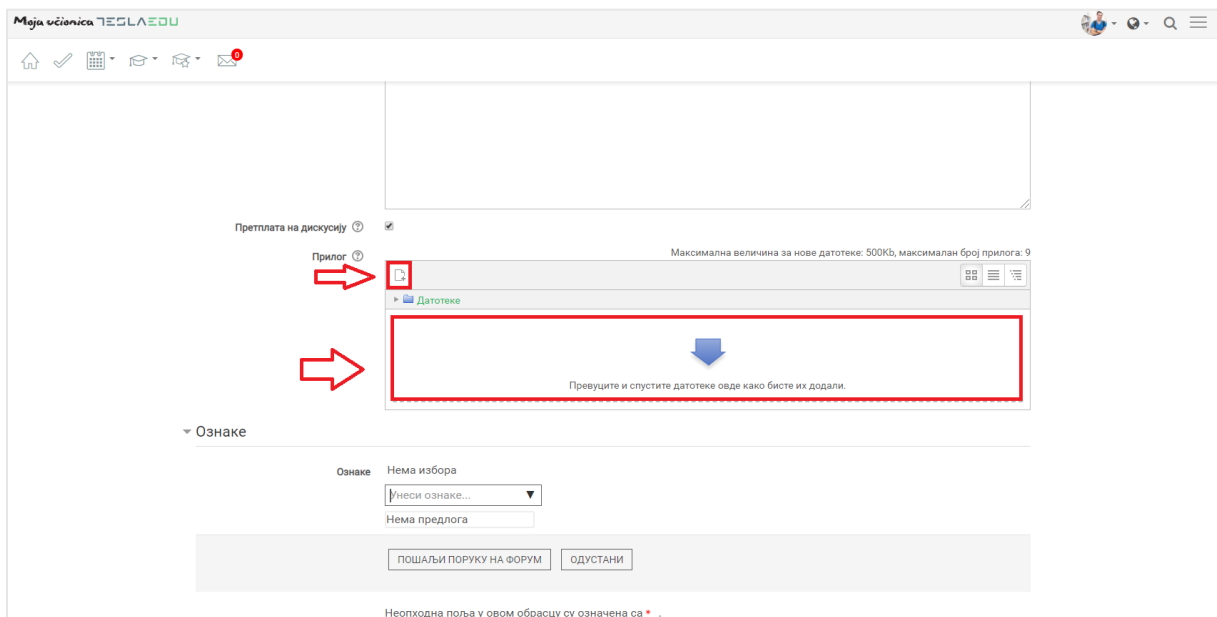 Moja učionica TESLAEDU
0
Претплата на дискусију
Прилог
Максимална величина за нове датотеке: 500Kb, максималан број прилога: 9
Датотеке
Превуците и спустите датотеке овде како бисте их додали.
Ознаке
Ознаке Нема избора
Унеси ознаке... ▼
Нема предлога
ПОШАЉИ ПОРУКУ НА ФОРУМ ОДУСТАНИ
Неопходна поља у овом обрасцу су означена са * .